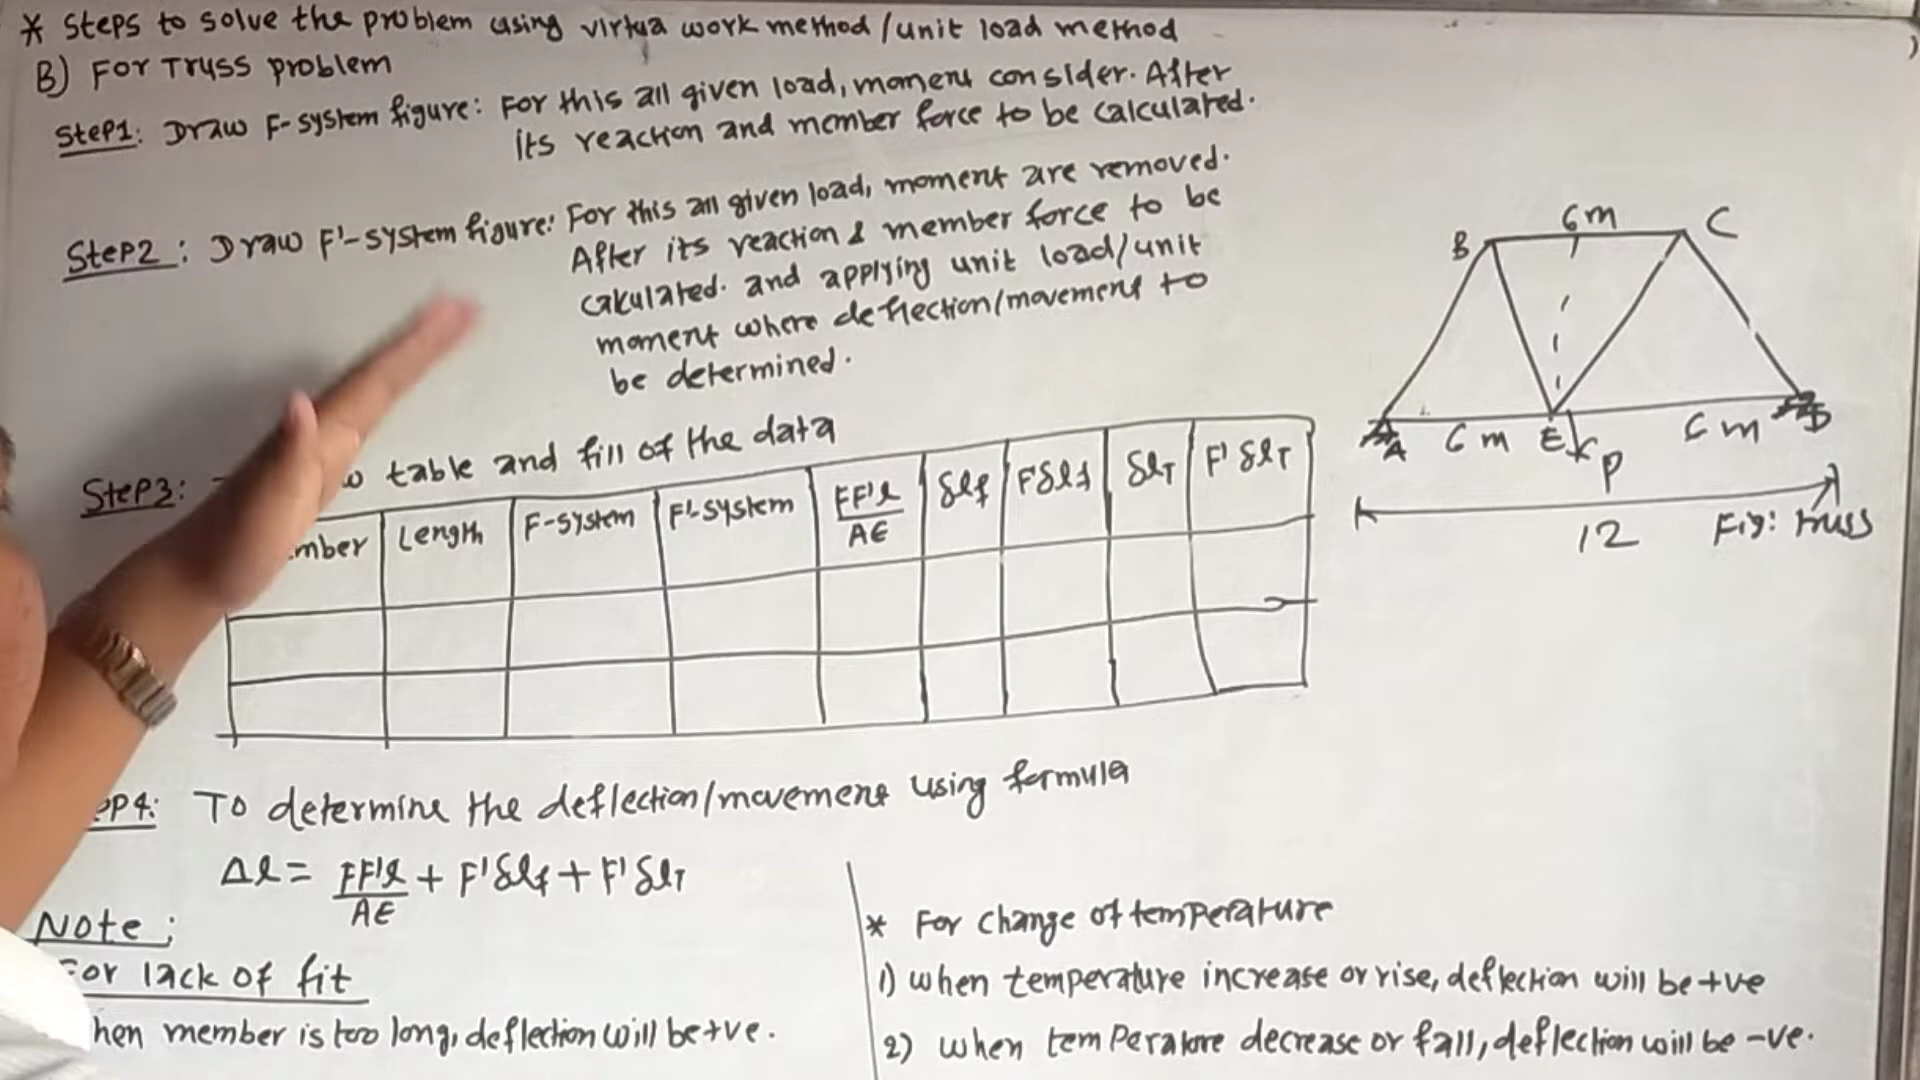 * Steps to solve the problem using virtua work method/unit load method
B) For Truss problem
Step1: Draw F-system figure: For this all given load, moment consider. After
its reaction and member force to be calculated.
Step2: Draw F'-system figure: For this all given load, moment are removed.
After its reaction & member force to be
calculated. and applying unit load/unit
moment where deflection/movement to
be determined.
Step3: table and fill of the data
mber Length F-system F'-system FF'l/AE δlf F'δlf δlT F'δlT
ep4: To determine the deflection/movement using formula
Δl = FF'l/AE + F'δlf + F'δlT
Note:
For lack of fit
hen member is too long, deflection will be +ve.
* For change of temperature
1) when temperature increase or rise, deflection will be +ve
2) when temperature decrease or fall, deflection will be -ve.
6m
B C
A 6m E 6m D
P
12
Fig: truss